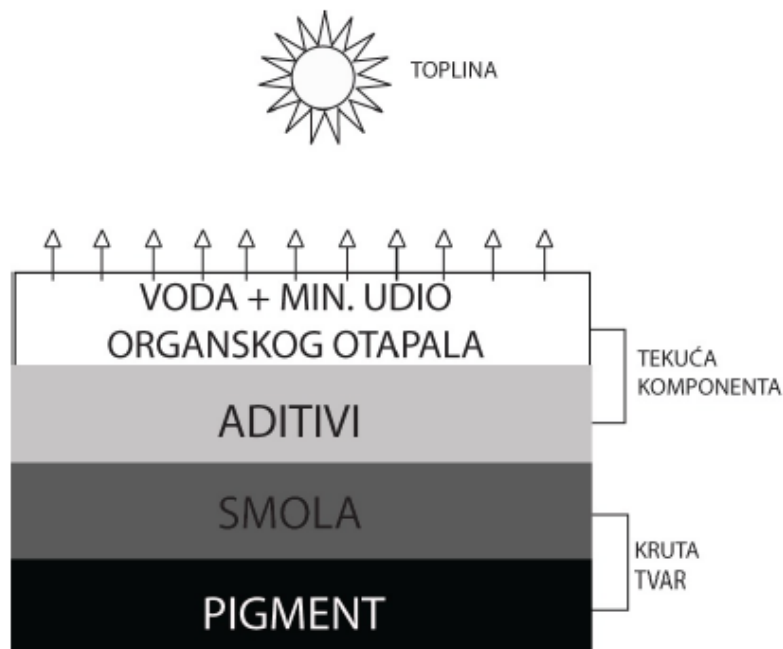 TOPLINA
VODA + MIN. UDIO
ORGANSKOG OTAPALA
TEKUĆA
KOMPONENTA
ADITIVI
SMOLA
KRUTA
TVAR
PIGMENT